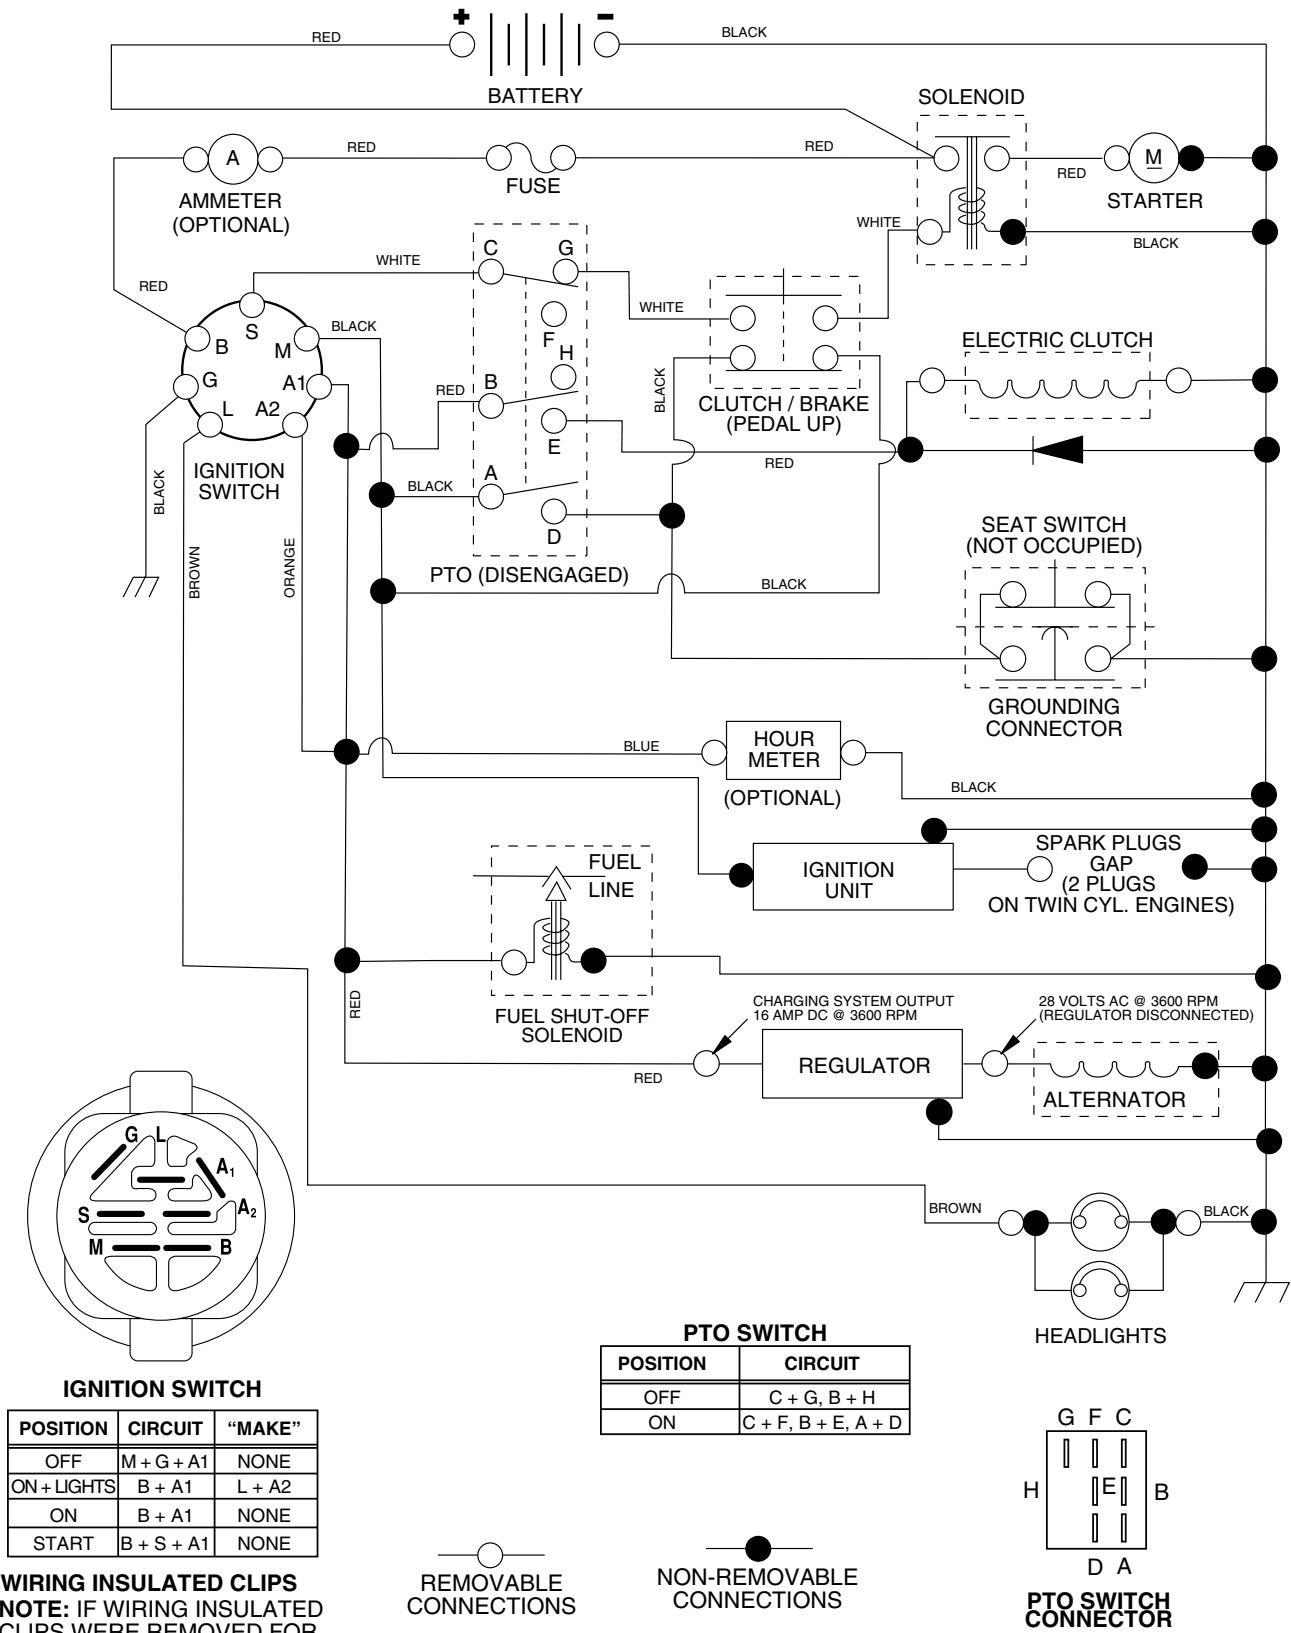 + -
RED
BLACK
BATTERY
SOLENOID
A
RED
RED
RED
M
AMMETER
(OPTIONAL)
FUSE
STARTER
WHITE
BLACK
C G
WHITE
RED
S
BLACK
WHITE
B
M
F
H
ELECTRIC CLUTCH
G
A1
RED
B
BLACK
L
A2
CLUTCH / BRAKE
(PEDAL UP)
E
RED
IGNITION
SWITCH
A
BLACK
BLACK
D
SEAT SWITCH
(NOT OCCUPIED)
BROWN
ORANGE
PTO (DISENGAGED)
BLACK
GROUNDING
CONNECTOR
BLUE
HOUR
METER
(OPTIONAL)
BLACK
FUEL
LINE
IGNITION
UNIT
SPARK PLUGS
GAP
(2 PLUGS
ON TWIN CYL. ENGINES)
RED
FUEL SHUT-OFF
SOLENOID
CHARGING SYSTEM OUTPUT
16 AMP DC @ 3600 RPM
28 VOLTS AC @ 3600 RPM
(REGULATOR DISCONNECTED)
RED
REGULATOR
ALTERNATOR
G L
A1
S
A2
M
B
BROWN
BLACK
HEADLIGHTS
IGNITION SWITCH
POSITION CIRCUIT “MAKE”
OFF M + G + A1 NONE
ON + LIGHTS B + A1 L + A2
ON B + A1 NONE
START B + S + A1 NONE
PTO SWITCH
POSITION CIRCUIT
OFF C + G, B + H
ON C + F, B + E, A + D
G F C
H E B
D A
PTO SWITCH
CONNECTOR
WIRING INSULATED CLIPS
NOTE: IF WIRING INSULATED
CLIPS WERE REMOVED FOR
REMOVABLE
CONNECTIONS
NON-REMOVABLE
CONNECTIONS